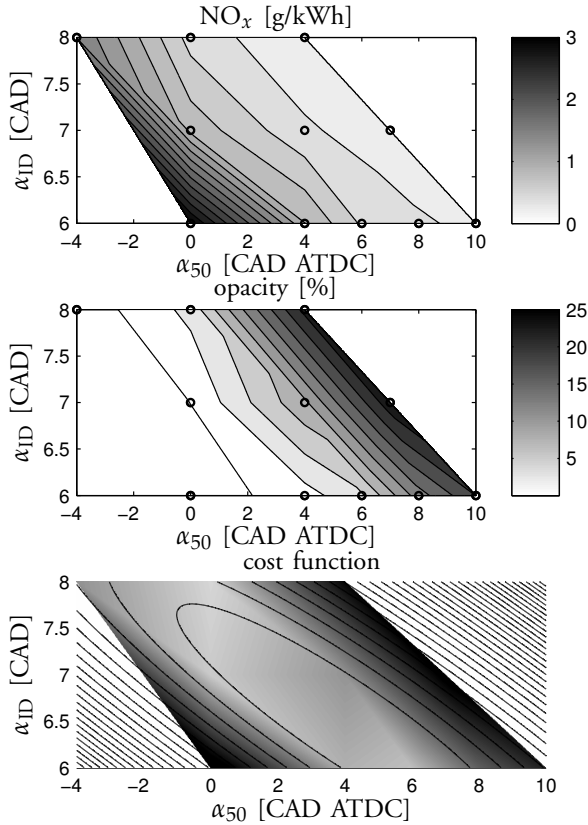 NOx [g/kWh]
8
7.5
7
6.5
6
αID [CAD]
−4 −2 0 2 4 6 8 10
α50 [CAD ATDC]
3
2
1
0
opacity [%]
8
7.5
7
6.5
6
αID [CAD]
−4 −2 0 2 4 6 8 10
α50 [CAD ATDC]
25
20
15
10
5
cost function
8
7.5
7
6.5
6
αID [CAD]
−4 −2 0 2 4 6 8 10
α50 [CAD ATDC]